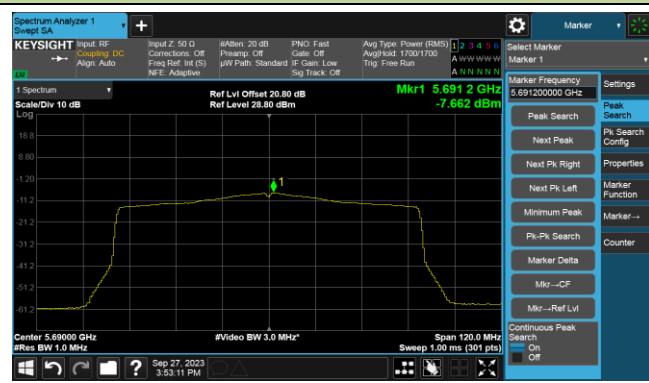 Spectrum Analyzer 1
Swept SA
+
Marker
KEYSIGHT
Input: RF
Coupling: DC
Align: Auto
Input Z: 50 Ω
Corrections: Off
Freq Ref: Int (S)
NFE: Adaptive
#Atten: 20 dB
Preamp: Off
µW Path: Standard
PNO: Fast
Gate: Off
IF Gain: Low
Sig Track: Off
Avg Type: Power (RMS)
Avg|Hold: 1700/1700
Trig: Free Run
1 2 3 4 5 6
A W W W W W
A N N N N N
LXI
Select Marker
Marker 1
1 Spectrum
Scale/Div 10 dB
Log
Ref Lvl Offset 20.80 dB
Ref Level 28.80 dBm
Mkr1 5.691 2 GHz
-7.662 dBm
18.8
8.80
-1.20
-11.2
-21.2
-31.2
-41.2
-51.2
-61.2
1
Center 5.69000 GHz
#Res BW 1.0 MHz
#Video BW 3.0 MHz*
Span 120.0 MHz
Sweep 1.00 ms (301 pts)
Marker Frequency
5.691200000 GHz
Peak Search
Next Peak
Next Pk Right
Next Pk Left
Minimum Peak
Pk-Pk Search
Marker Delta
Mkr→CF
Mkr→Ref Lvl
Continuous Peak
Search
On
Off
Settings
Peak
Search
Pk Search
Config
Properties
Marker
Function
Marker→
Counter
?
Sep 27, 2023
3:53:11 PM